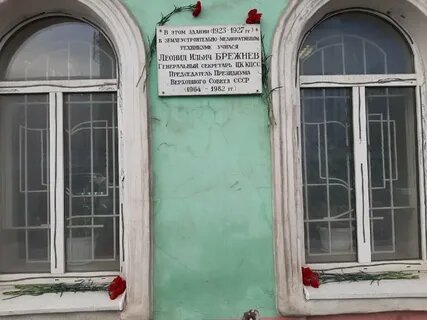 В этом здании (1923-1927 гг)
в землеустроительно мелиоративном
техникуме учился
Леонид Ильич БРЕЖНЕВ
Генеральный секретарь ЦК КПСС
Председатель Президиума
Верховного Совета СССР
(1964 - 1982 гг)